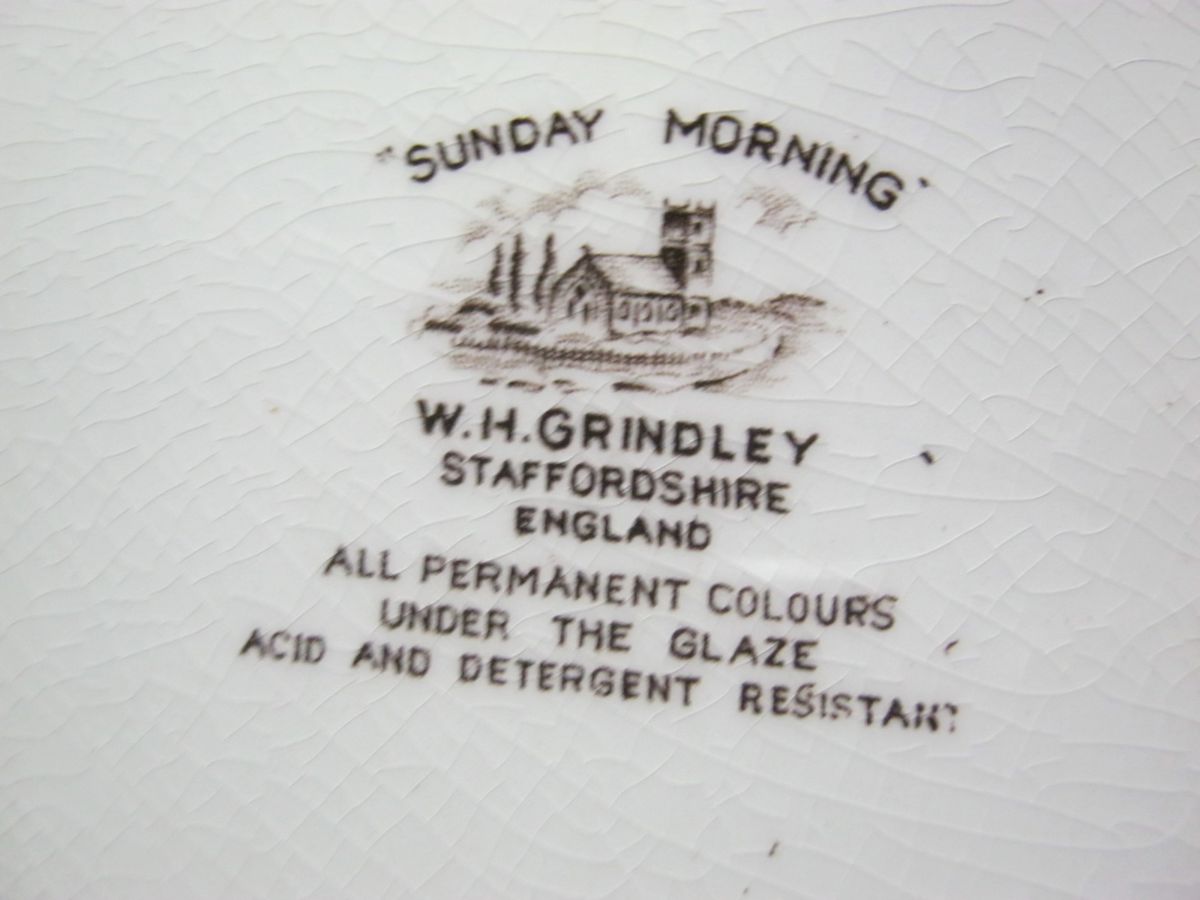 "SUNDAY MORNING"
W.H.GRINDLEY
STAFFORDSHIRE
ENGLAND
ALL PERMANENT COLOURS
UNDER THE GLAZE
ACID AND DETERGENT RESISTANT